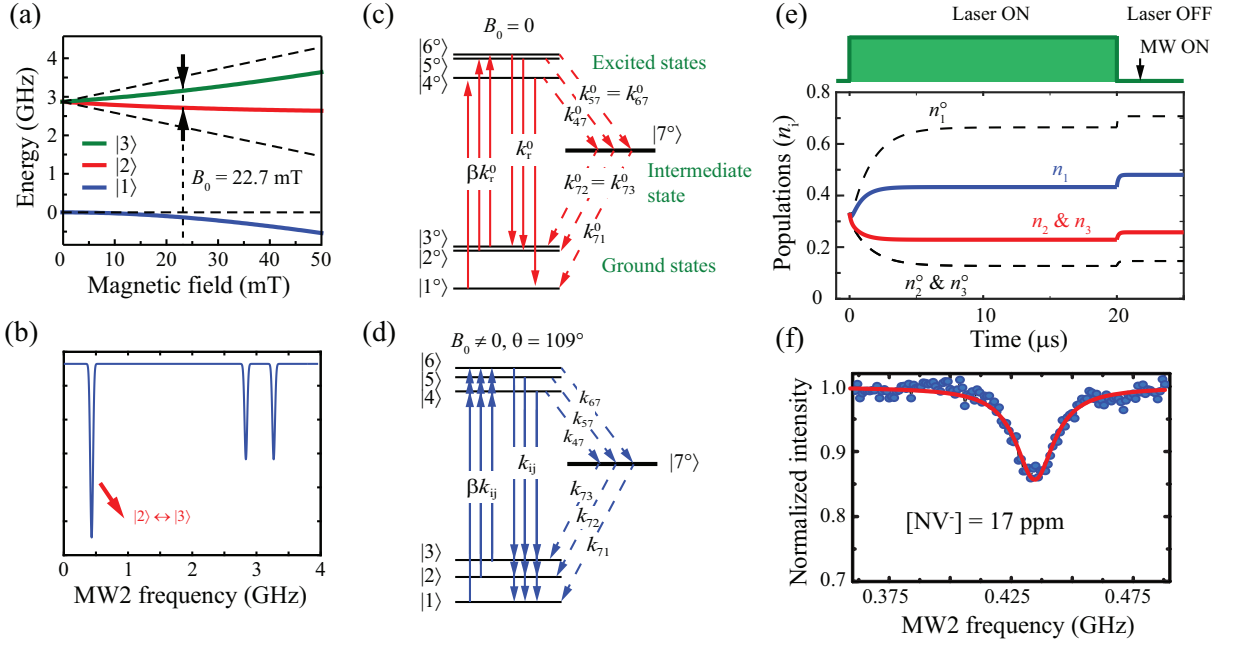 (a)
Energy (GHz)
4
3
2
1
0
|3⟩
|2⟩
|1⟩
B₀ = 22.7 mT
0 10 20 30 40 50
Magnetic field (mT)
(b)
|2⟩ ↔ |3⟩
0 1 2 3 4
MW2 frequency (GHz)
(c)
B₀ = 0
|6°⟩
|5°⟩
|4°⟩
Excited states
k⁰₅₇ = k⁰₆₇
k⁰₄₇
|7°⟩
βk⁰ᵣ
k⁰ᵣ
Intermediate
state
k⁰₇₂ = k⁰₇₃
k⁰₇₁
|3°⟩
|2°⟩
|1°⟩
Ground states
(d)
B₀ ≠ 0, θ = 109°
|6⟩
|5⟩
|4⟩
k₆₇
k₅₇
k₄₇
|7°⟩
βkᵢⱼ
kᵢⱼ
k₇₃
k₇₂
k₇₁
|3⟩
|2⟩
|1⟩
(e)
Laser ON
Laser OFF
MW ON
Populations (nᵢ)
0.8
0.6
0.4
0.2
0
n₁°
n₁
n₂ & n₃
n₂° & n₃°
0 10 20
Time (μs)
(f)
Normalized intensity
1.0
0.9
0.8
0.7
[NV⁻] = 17 ppm
0.375 0.425 0.475
MW2 frequency (GHz)